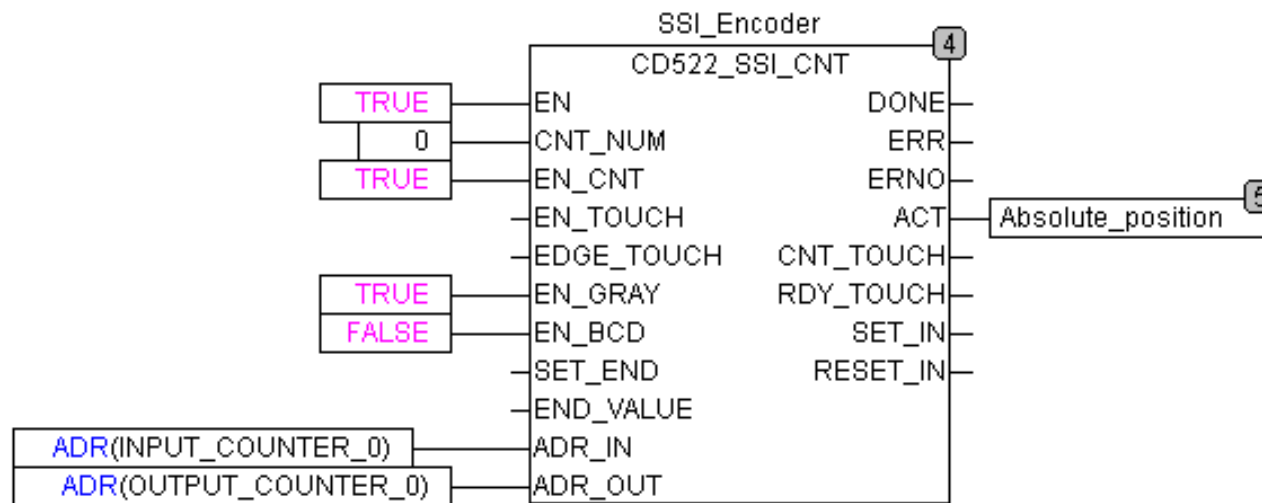 SSI_Encoder
4
CD522_SSI_CNT
TRUE EN DONE
0 CNT_NUM ERR
TRUE EN_CNT ERNO
5
EN_TOUCH ACT Absolute_position
EDGE_TOUCH CNT_TOUCH
TRUE EN_GRAY RDY_TOUCH
FALSE EN_BCD SET_IN
SET_END RESET_IN
END_VALUE
ADR(INPUT_COUNTER_0) ADR_IN
ADR(OUTPUT_COUNTER_0) ADR_OUT